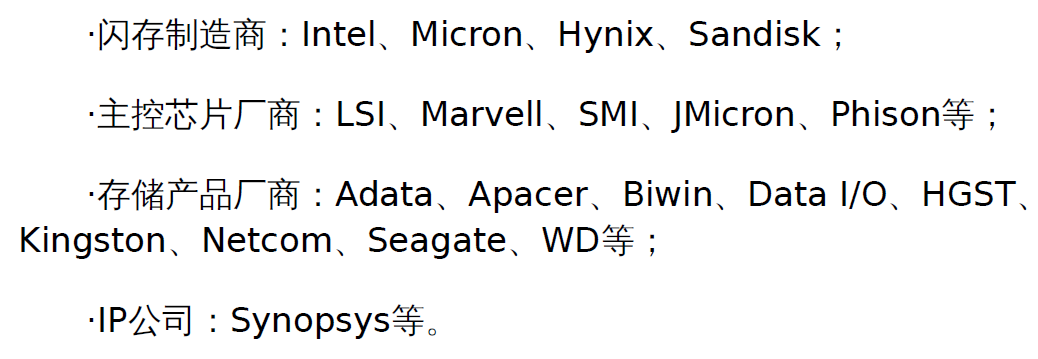 ·闪存制造商：Intel、Micron、Hynix、Sandisk；
·主控芯片厂商：LSI、Marvell、SMI、JMicron、Phison等；
·存储产品厂商：Adata、Apacer、Biwin、Data I/O、HGST、
Kingston、Netcom、Seagate、WD等；
·IP公司：Synopsys等。